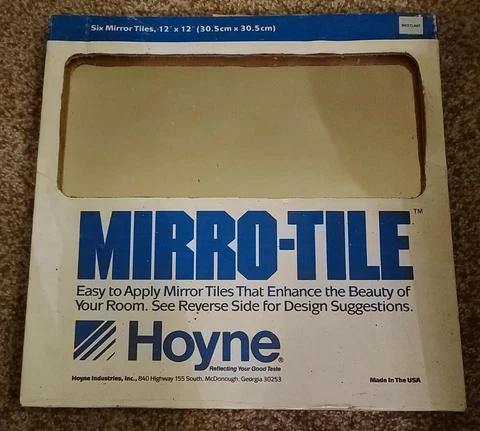 Six Mirror Tiles, 12" x 12" (30.5cm x 30.5cm)
MIRRO-TILE™
Easy to Apply Mirror Tiles That Enhance the Beauty of
Your Room. See Reverse Side for Design Suggestions.
Hoyne®
Reflecting Your Good Taste
Hoyne Industries, Inc., 840 Highway 155 South, McDonough, Georgia 30253
Made In The USA